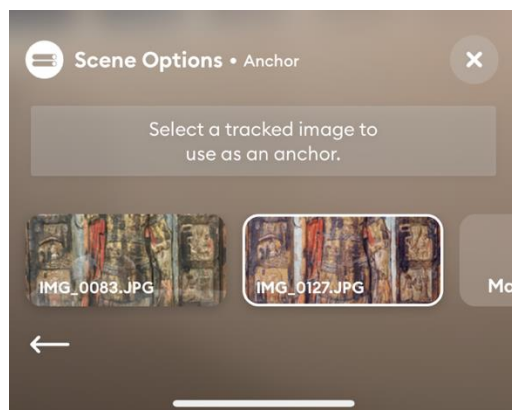 Scene Options • Anchor
Select a tracked image to
use as an anchor.
IMG_0083.JPG
IMG_0127.JPG